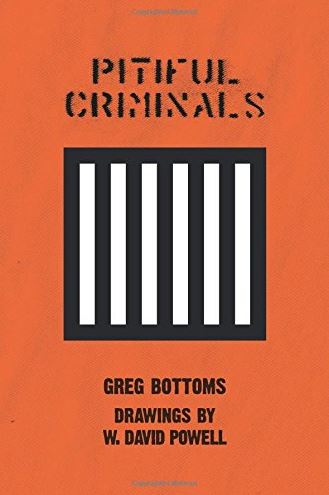 PITIFUL
CRIMINALS
GREG BOTTOMS
DRAWINGS BY
W. DAVID POWELL